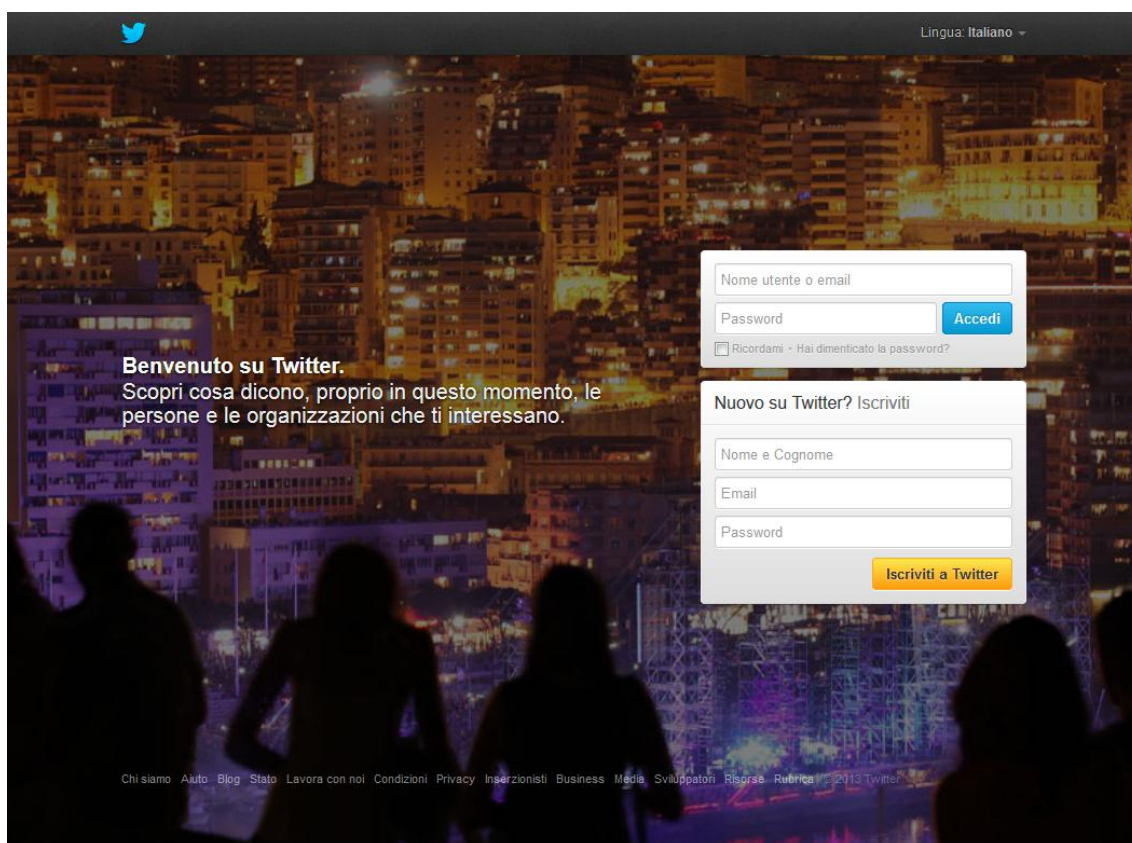 Lingua: Italiano
Nome utente o email
Password
Accedi
Ricordami · Hai dimenticato la password?
Benvenuto su Twitter.
Scopri cosa dicono, proprio in questo momento, le
persone e le organizzazioni che ti interessano.
Nuovo su Twitter? Iscriviti
Nome e Cognome
Email
Password
Iscriviti a Twitter
Chi siamo Aiuto Blog Stato Lavora con noi Condizioni Privacy Inserzionisti Business Media Sviluppatori Risorse Rubrica © 2013 Twitter